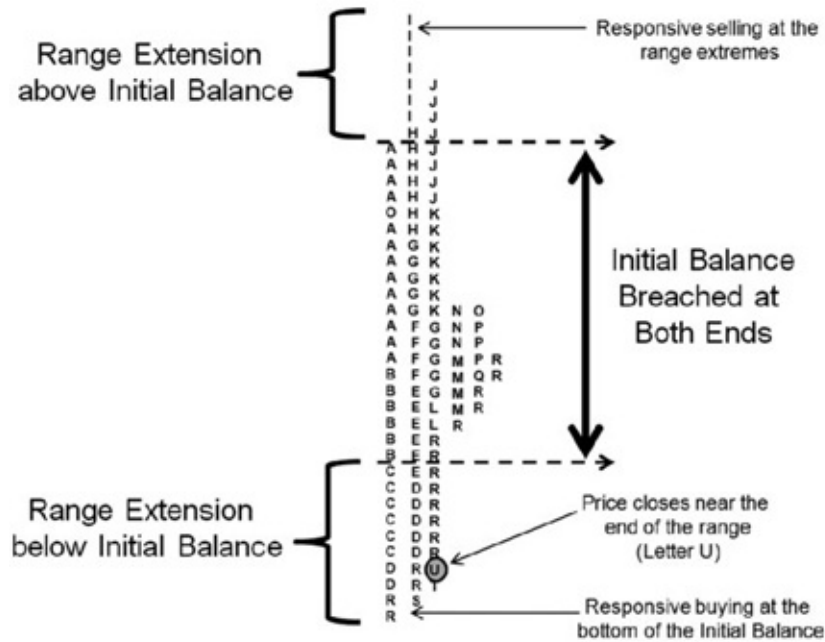 Responsive selling at the
range extremes
Range Extension
above Initial Balance
J
J
J
H J
A H J
A H J
A H J
A H J
O H K
A H K
A G K
A G K
A G K
A G K
A G K N O
A F G N P
A F G N P
A F G M P R
B F G M Q R
B E G M R
B E L M R
B E L R
B E R
B E R
C E R
C D R
C D R
C D R
C D R
C D R
D R U
D R
R S
R
Initial Balance
Breached at
Both Ends
Range Extension
below Initial Balance
Price closes near the
end of the range
(Letter U)
Responsive buying at the
bottom of the Initial Balance